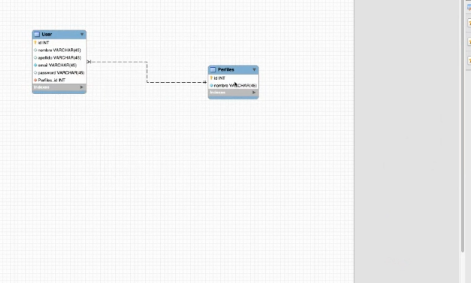 User
id INT
nombre VARCHAR(45)
apellido VARCHAR(45)
email VARCHAR(45)
password VARCHAR(45)
Perfiles_id INT
Indexes
Perfiles
id INT
nombre VARCHAR(45)
Indexes